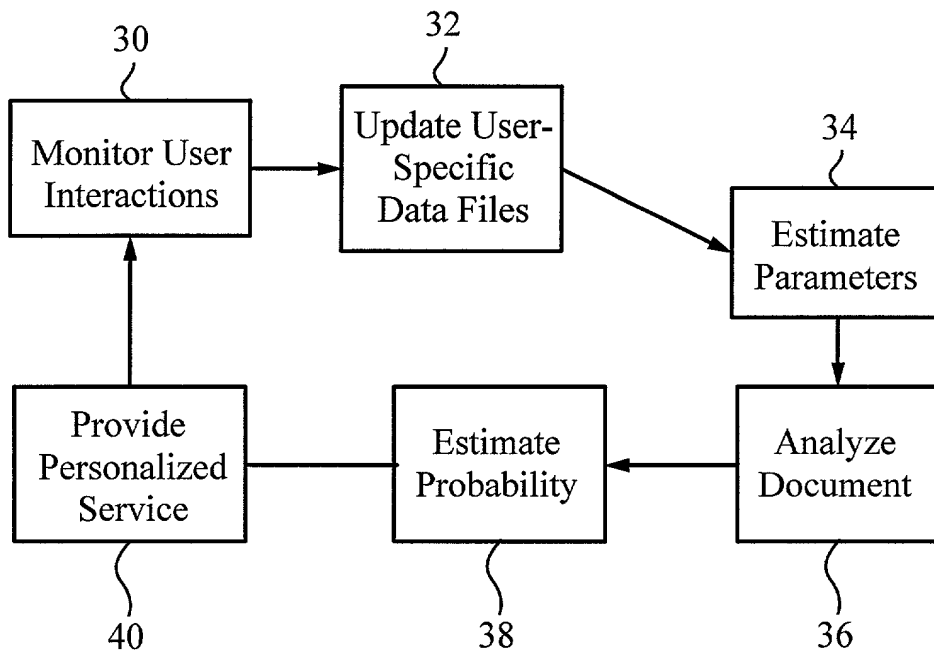 30
Monitor User
Interactions
32
Update User-
Specific
Data Files
34
Estimate
Parameters
Analyze
Document
36
Estimate
Probability
38
Provide
Personalized
Service
40